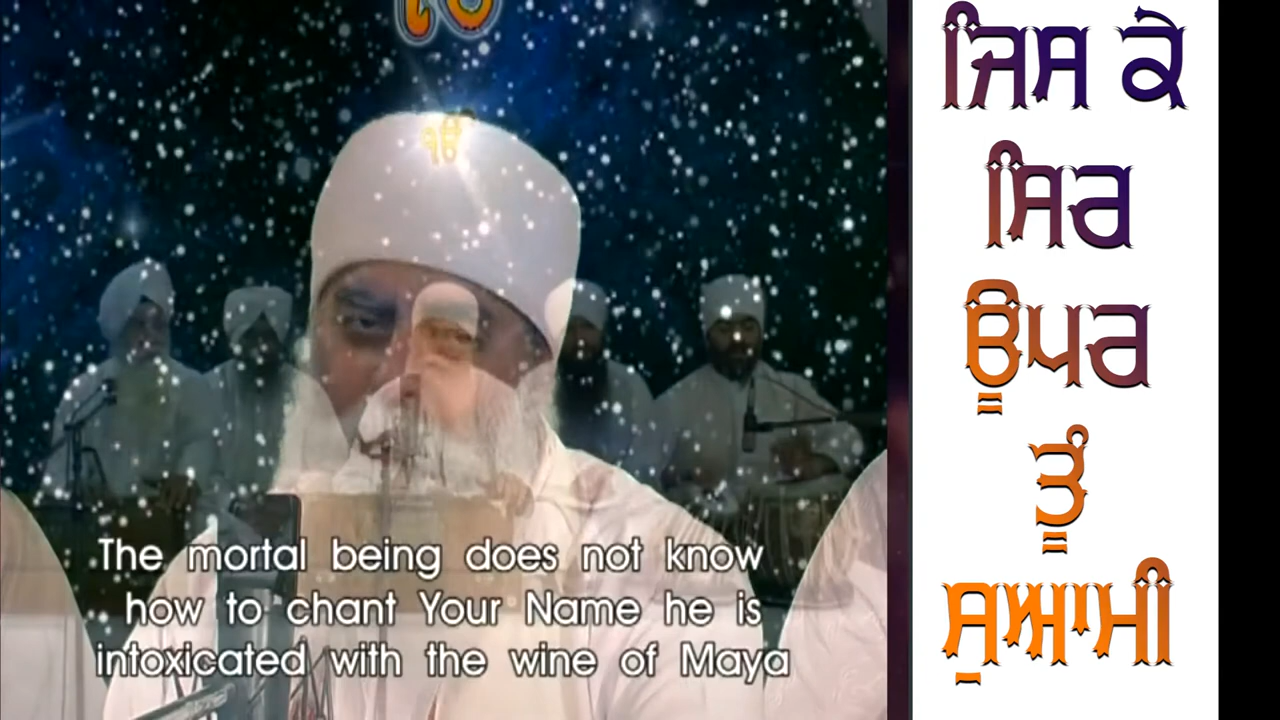 ੴ
The mortal being does not know
how to chant Your Name he is
intoxicated with the wine of Maya
ਜਿਸ ਕੇ
ਸਿਰ
ਊਪਰ
ਤੂੰ
ਸੁਆਮੀ